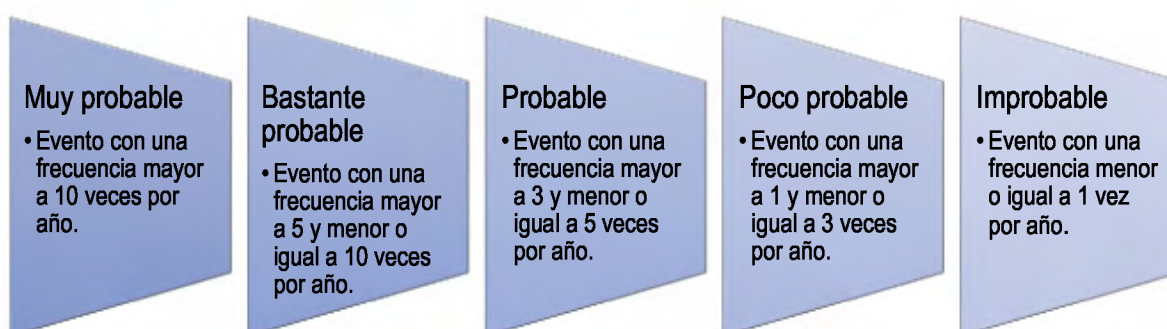 Muy probable
• Evento con una
frecuencia mayor
a 10 veces por
año.
Bastante
probable
• Evento con una
frecuencia mayor
a 5 y menor o
igual a 10 veces
por año.
Probable
• Evento con una
frecuencia mayor
a 3 y menor o
igual a 5 veces
por año.
Poco probable
• Evento con una
frecuencia mayor
a 1 y menor o
igual a 3 veces
por año.
Improbable
• Evento con una
frecuencia menor
o igual a 1 vez
por año.